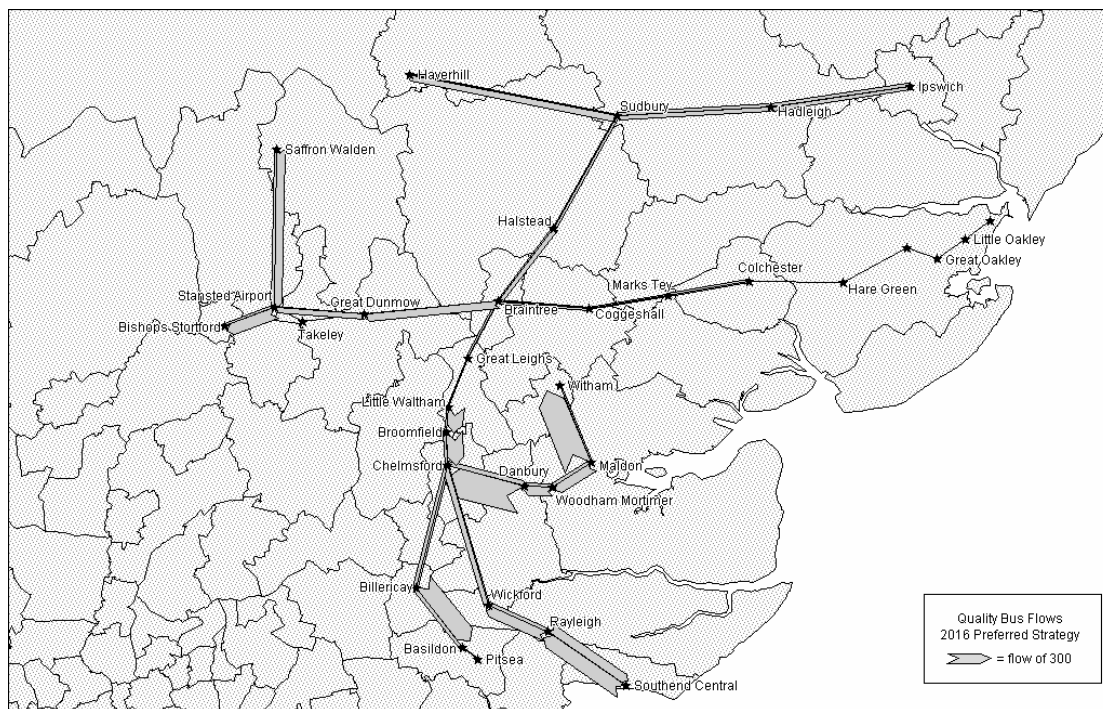 Haverhill
Ipswich
Sudbury
Hadleigh
Saffron Walden
Halstead
Little Oakley
Great Oakley
Colchester
Marks Tey
Hare Green
Stansted Airport
Great Dunmow
Braintree
Coggeshall
Bishops Stortford
Takeley
Great Leighs
Witham
Little Waltham
Broomfield
Chelmsford
Danbury
Maldon
Woodham Mortimer
Billericay
Wickford
Rayleigh
Basildon
Pitsea
Southend Central
Quality Bus Flows
2016 Preferred Strategy
= flow of 300